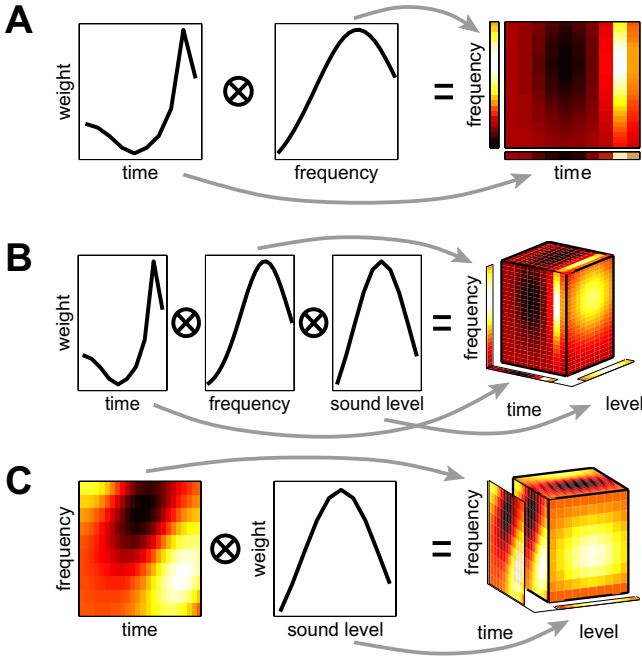 A
weight
time
⊗
frequency
=
frequency
time
B
weight
time
⊗
frequency
⊗
sound level
=
frequency
time
level
C
frequency
time
⊗
weight
sound level
=
frequency
time
level